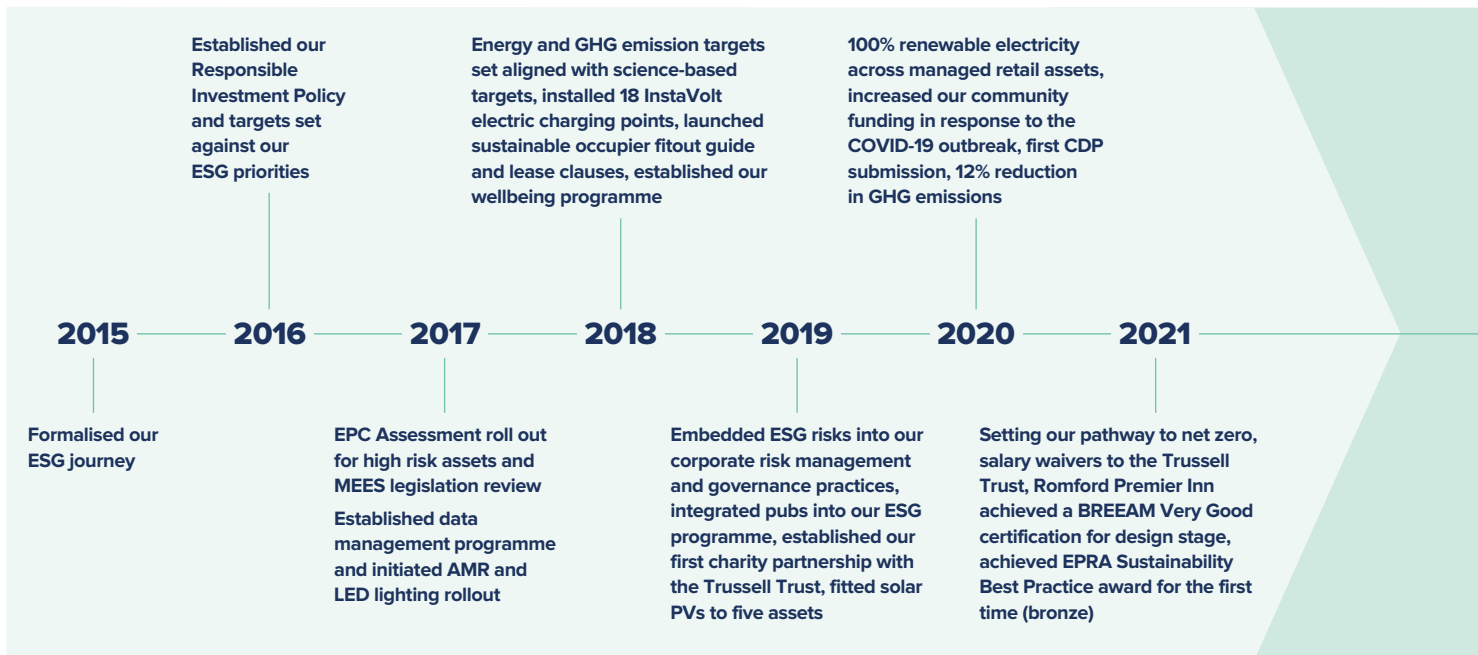 Established our
Responsible
Investment Policy
and targets set
against our
ESG priorities
Energy and GHG emission targets
set aligned with science-based
targets, installed 18 InstaVolt
electric charging points, launched
sustainable occupier fitout guide
and lease clauses, established our
wellbeing programme
100% renewable electricity
across managed retail assets,
increased our community
funding in response to the
COVID-19 outbreak, first CDP
submission, 12% reduction
in GHG emissions
2015
2016
2017
2018
2019
2020
2021
Formalised our
ESG journey
EPC Assessment roll out
for high risk assets and
MEES legislation review
Established data
management programme
and initiated AMR and
LED lighting rollout
Embedded ESG risks into our
corporate risk management
and governance practices,
integrated pubs into our ESG
programme, established our
first charity partnership with
the Trussell Trust, fitted solar
PVs to five assets
Setting our pathway to net zero,
salary waivers to the Trussell
Trust, Romford Premier Inn
achieved a BREEAM Very Good
certification for design stage,
achieved EPRA Sustainability
Best Practice award for the first
time (bronze)